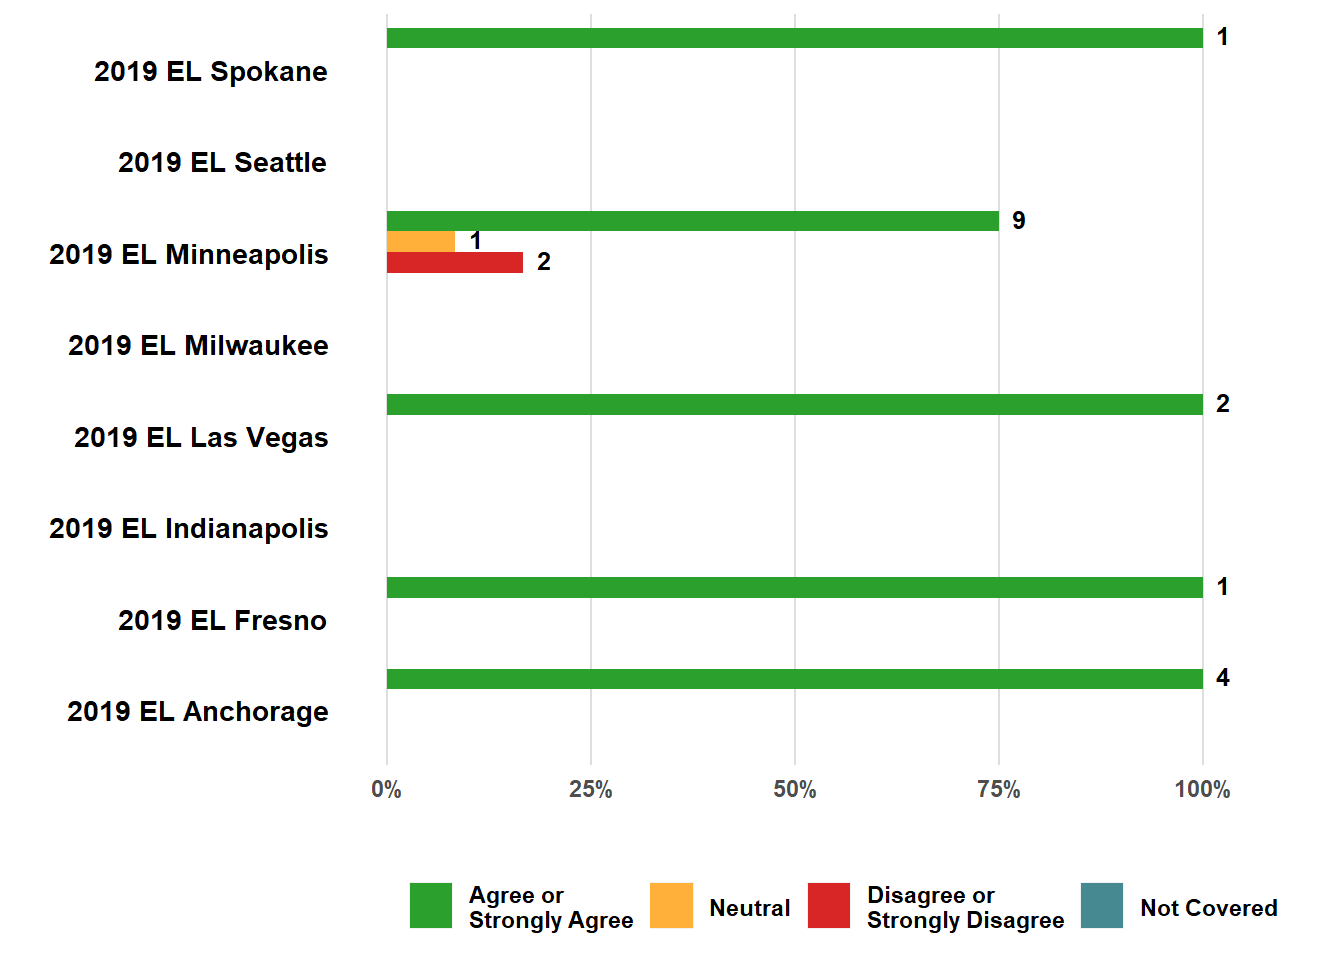 1
2019 EL Spokane
2019 EL Seattle
9
1
2019 EL Minneapolis
2
2019 EL Milwaukee
2
2019 EL Las Vegas
2019 EL Indianapolis
1
2019 EL Fresno
4
2019 EL Anchorage
0% 25% 50% 75% 100%
Agree or
Strongly Agree
Neutral
Disagree or
Strongly Disagree
Not Covered